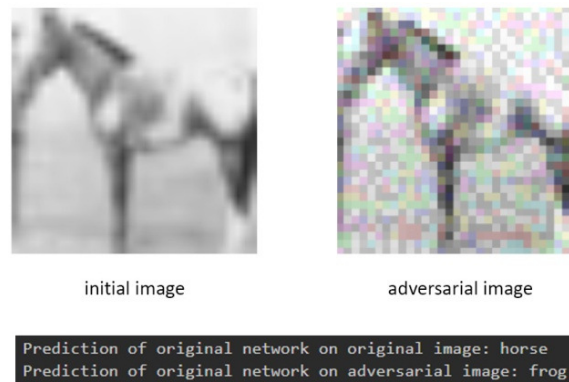 initial image
adversarial image
Prediction of original network on original image: horse
Prediction of original network on adversarial image: frog